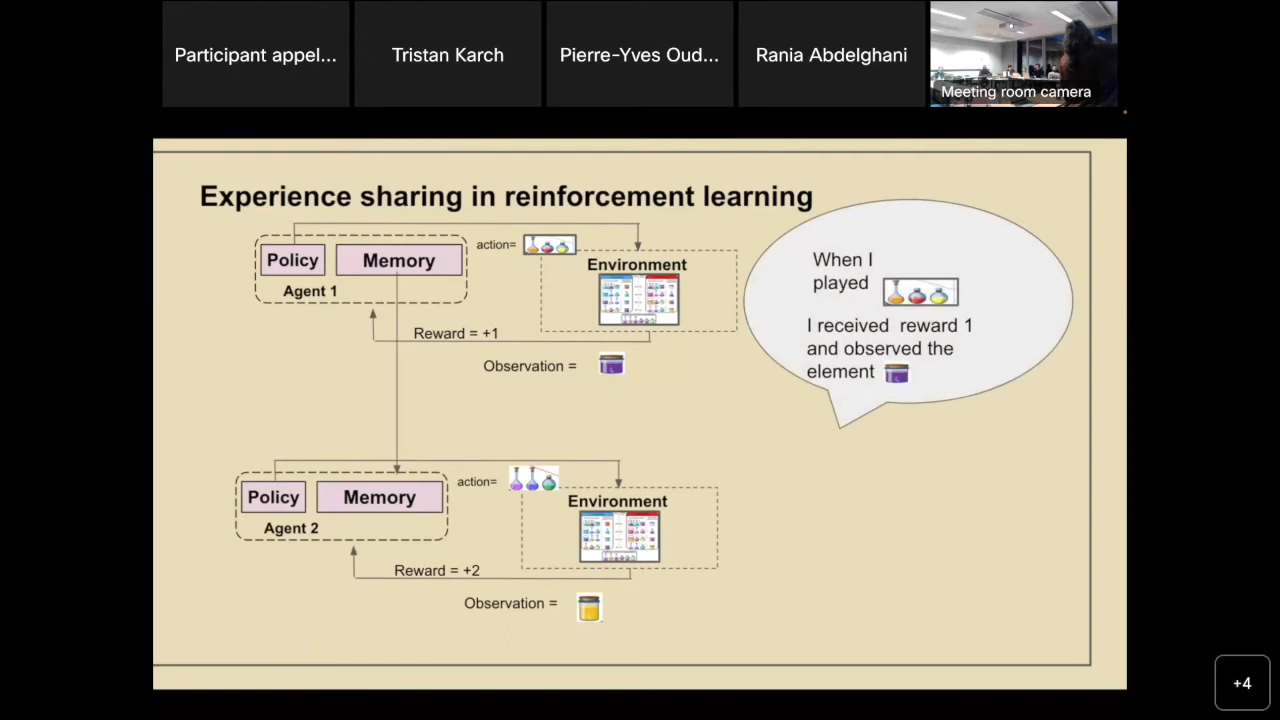 Participant appel...
Tristan Karch
Pierre-Yves Oud...
Rania Abdelghani
Meeting room camera
Experience sharing in reinforcement learning
Policy
Memory
Agent 1
action=
Environment
Reward = +1
Observation =
When I
played
I received reward 1
and observed the
element
Policy
Memory
Agent 2
action=
Environment
Reward = +2
Observation =
+4